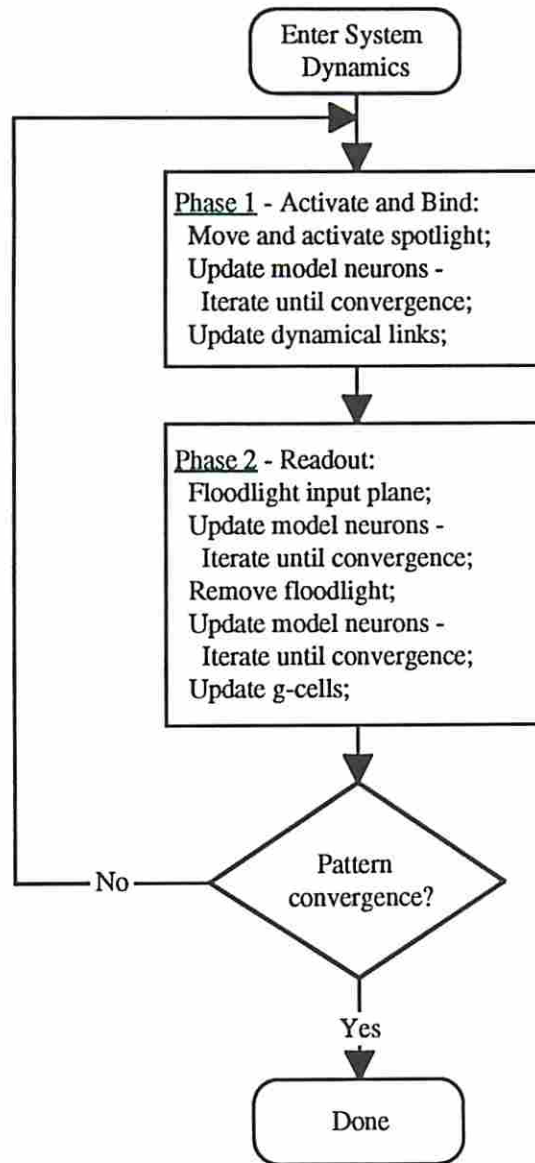 Enter System
Dynamics
Phase 1 - Activate and Bind:
Move and activate spotlight;
Update model neurons -
Iterate until convergence;
Update dynamical links;
Phase 2 - Readout:
Floodlight input plane;
Update model neurons -
Iterate until convergence;
Remove floodlight;
Update model neurons -
Iterate until convergence;
Update g-cells;
Pattern
convergence?
No
Yes
Done